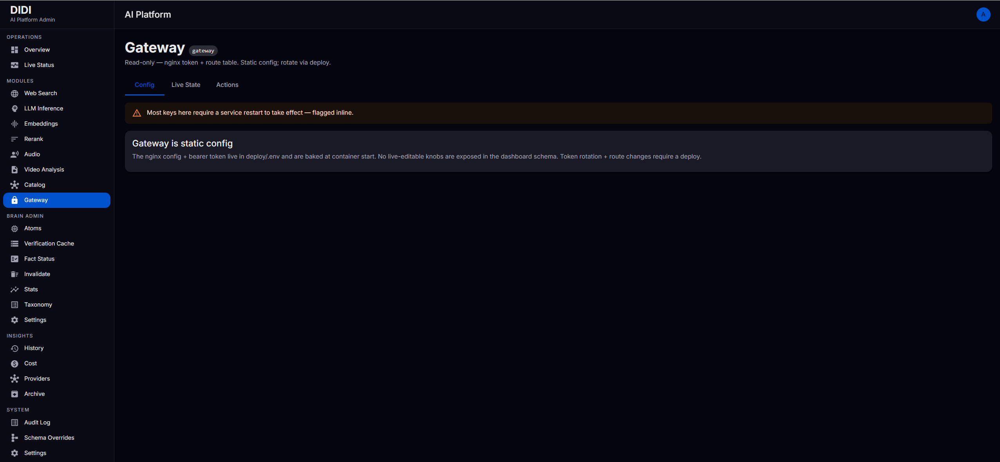 DIDI
AI Platform Admin
AI Platform
A
OPERATIONS
Overview
Live Status
MODULES
Web Search
LLM Inference
Embeddings
Rerank
Audio
Video Analysis
Catalog
Gateway
BRAIN ADMIN
Atoms
Verification Cache
Fact Status
Invalidate
Stats
Taxonomy
Settings
INSIGHTS
History
Cost
Providers
Archive
SYSTEM
Audit Log
Schema Overrides
Settings
Gateway gateway
Read-only — nginx token + route table. Static config; rotate via deploy.
Config Live State Actions
Most keys here require a service restart to take effect — flagged inline.
Gateway is static config
The nginx config + bearer token live in deploy/.env and are baked at container start. No live-editable knobs are exposed in the dashboard schema. Token rotation + route changes require a deploy.